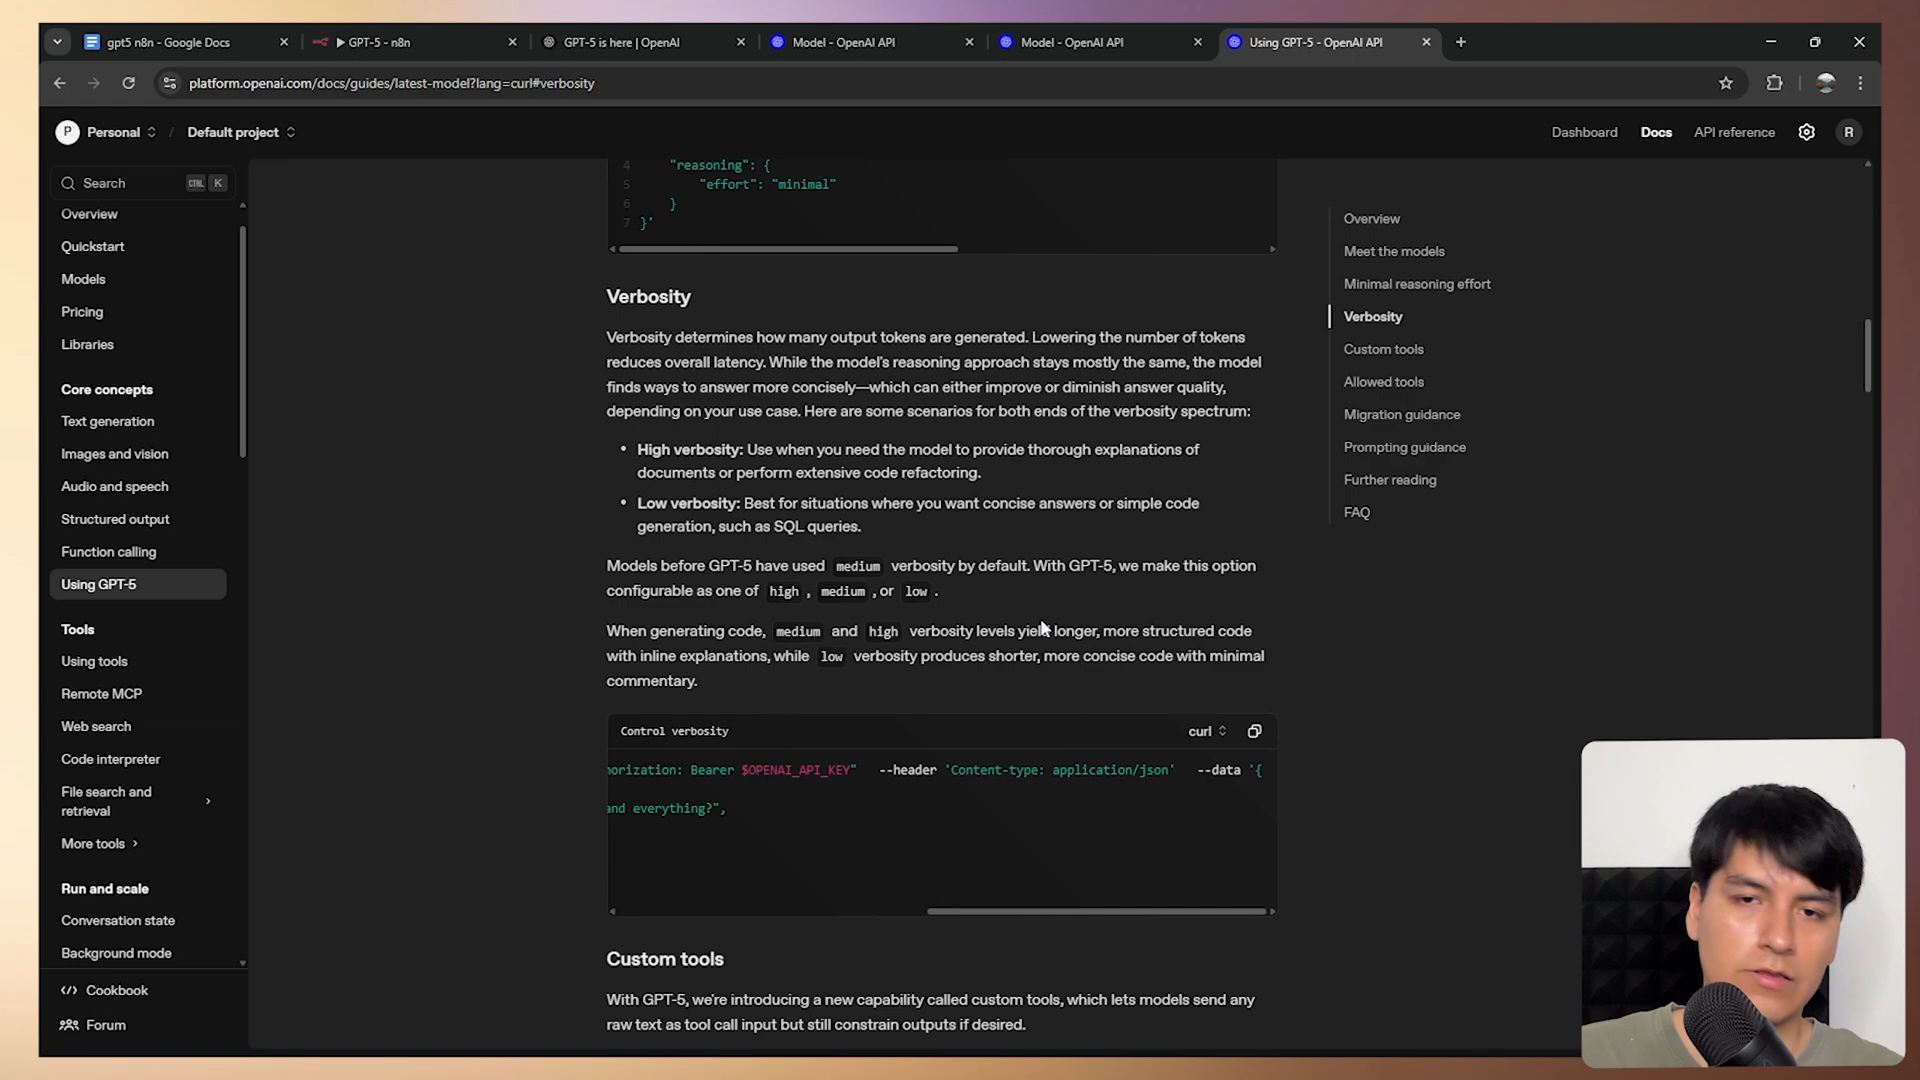 gpt5 n8n - Google Docs
▶ GPT-5 - n8n
GPT-5 is here | OpenAI
Model - OpenAI API
Model - OpenAI API
Using GPT-5 - OpenAI API
platform.openai.com/docs/guides/latest-model?lang=curl#verbosity
P Personal / Default project
Dashboard
Docs
API reference
R
Search CTRL K
Overview
Quickstart
Models
Pricing
Libraries
Core concepts
Text generation
Images and vision
Audio and speech
Structured output
Function calling
Using GPT-5
Tools
Using tools
Remote MCP
Web search
Code interpreter
File search and
retrieval
More tools
Run and scale
Conversation state
Background mode
Cookbook
Forum
4 "reasoning": {
5 "effort": "minimal"
6 }
7 }'
Verbosity
Verbosity determines how many output tokens are generated. Lowering the number of tokens
reduces overall latency. While the model's reasoning approach stays mostly the same, the model
finds ways to answer more concisely—which can either improve or diminish answer quality,
depending on your use case. Here are some scenarios for both ends of the verbosity spectrum:
• High verbosity: Use when you need the model to provide thorough explanations of
documents or perform extensive code refactoring.
• Low verbosity: Best for situations where you want concise answers or simple code
generation, such as SQL queries.
Models before GPT-5 have used medium verbosity by default. With GPT-5, we make this option
configurable as one of high , medium , or low .
When generating code, medium and high verbosity levels yield longer, more structured code
with inline explanations, while low verbosity produces shorter, more concise code with minimal
commentary.
Control verbosity
curl
horization: Bearer $OPENAI_API_KEY" --header 'Content-type: application/json' --data '{
and everything?",
Custom tools
With GPT-5, we're introducing a new capability called custom tools, which lets models send any
raw text as tool call input but still constrain outputs if desired.
Overview
Meet the models
Minimal reasoning effort
Verbosity
Custom tools
Allowed tools
Migration guidance
Prompting guidance
Further reading
FAQ